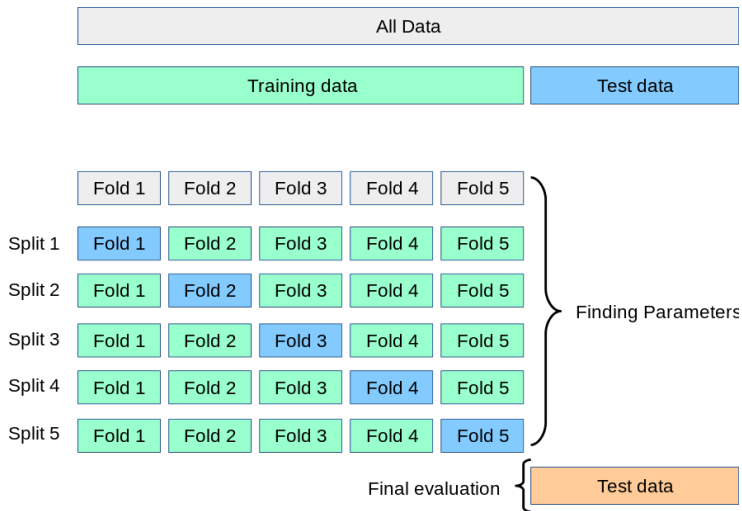 All Data
Training data Test data
Fold 1 Fold 2 Fold 3 Fold 4 Fold 5
Split 1 Fold 1 Fold 2 Fold 3 Fold 4 Fold 5
Split 2 Fold 1 Fold 2 Fold 3 Fold 4 Fold 5
Finding Parameters
Split 3 Fold 1 Fold 2 Fold 3 Fold 4 Fold 5
Split 4 Fold 1 Fold 2 Fold 3 Fold 4 Fold 5
Split 5 Fold 1 Fold 2 Fold 3 Fold 4 Fold 5
Final evaluation Test data